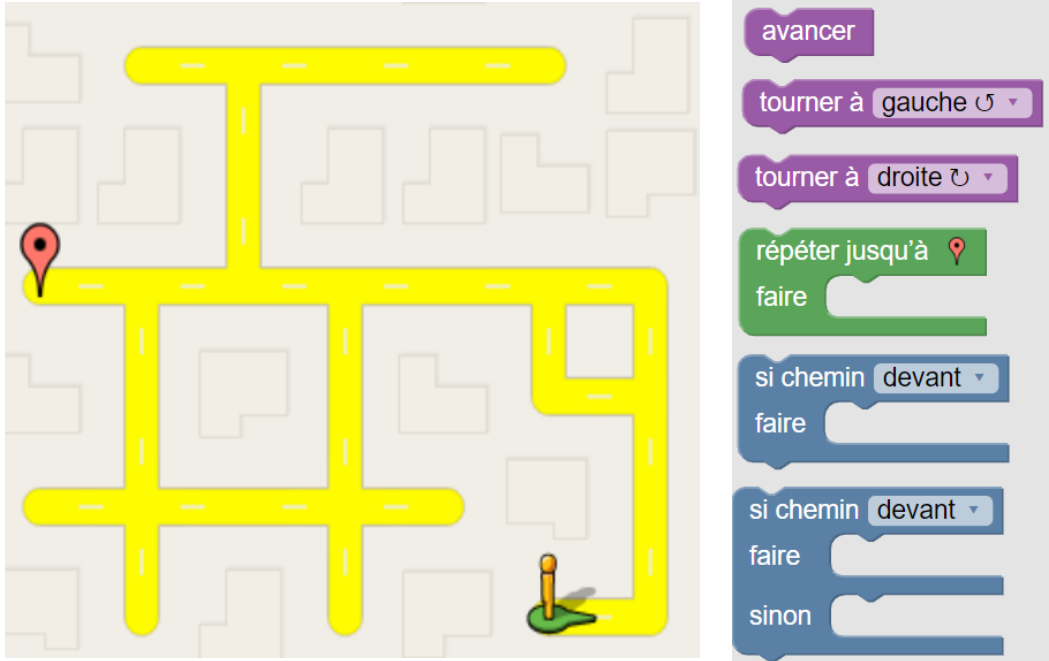 avancer
tourner à gauche ↺ ▾
tourner à droite ↻ ▾
répéter jusqu'à
faire
si chemin devant ▾
faire
si chemin devant ▾
faire
sinon